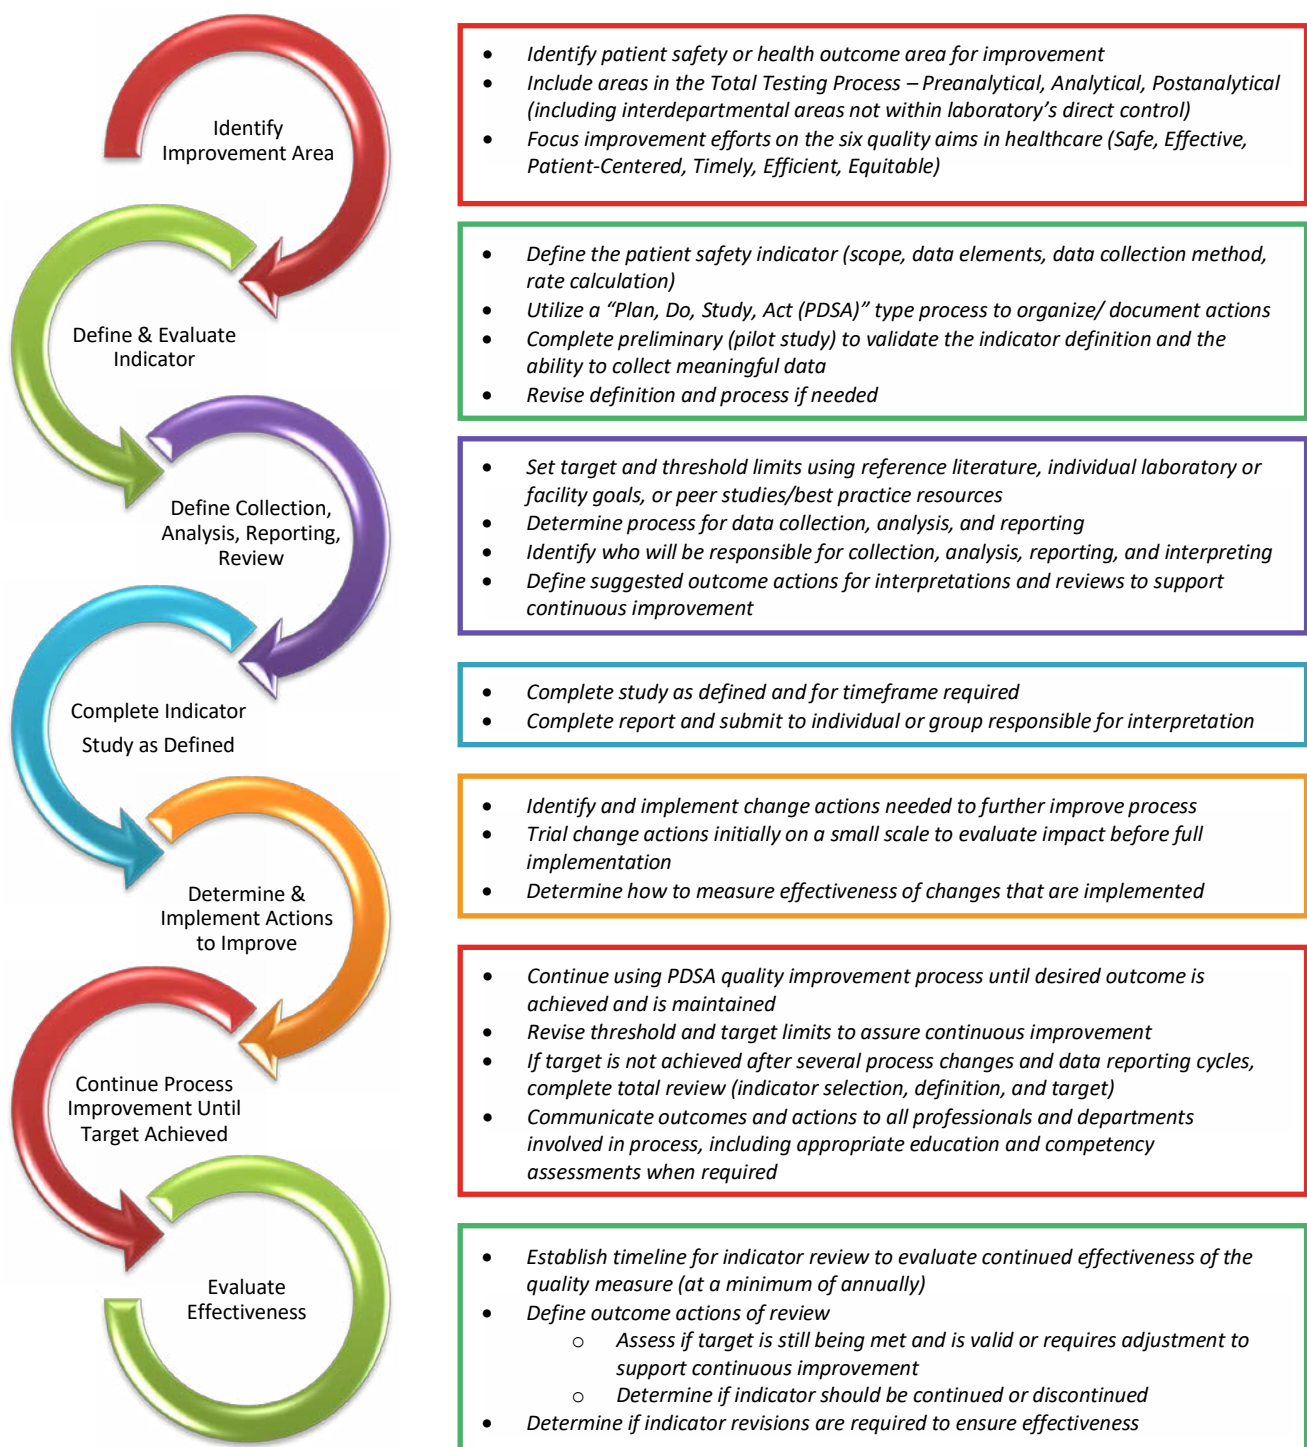 Identify
Improvement Area
• Identify patient safety or health outcome area for improvement
• Include areas in the Total Testing Process – Preanalytical, Analytical, Postanalytical
(including interdepartmental areas not within laboratory’s direct control)
• Focus improvement efforts on the six quality aims in healthcare (Safe, Effective,
Patient-Centered, Timely, Efficient, Equitable)
Define & Evaluate
Indicator
• Define the patient safety indicator (scope, data elements, data collection method,
rate calculation)
• Utilize a “Plan, Do, Study, Act (PDSA)” type process to organize/ document actions
• Complete preliminary (pilot study) to validate the indicator definition and the
ability to collect meaningful data
• Revise definition and process if needed
Define Collection,
Analysis, Reporting,
Review
• Set target and threshold limits using reference literature, individual laboratory or
facility goals, or peer studies/best practice resources
• Determine process for data collection, analysis, and reporting
• Identify who will be responsible for collection, analysis, reporting, and interpreting
• Define suggested outcome actions for interpretations and reviews to support
continuous improvement
Complete Indicator
Study as Defined
• Complete study as defined and for timeframe required
• Complete report and submit to individual or group responsible for interpretation
Determine &
Implement Actions
to Improve
• Identify and implement change actions needed to further improve process
• Trial change actions initially on a small scale to evaluate impact before full
implementation
• Determine how to measure effectiveness of changes that are implemented
Continue Process
Improvement Until
Target Achieved
• Continue using PDSA quality improvement process until desired outcome is
achieved and is maintained
• Revise threshold and target limits to assure continuous improvement
• If target is not achieved after several process changes and data reporting cycles,
complete total review (indicator selection, definition, and target)
• Communicate outcomes and actions to all professionals and departments
involved in process, including appropriate education and competency
assessments when required
Evaluate
Effectiveness
• Establish timeline for indicator review to evaluate continued effectiveness of the
quality measure (at a minimum of annually)
• Define outcome actions of review
o Assess if target is still being met and is valid or requires adjustment to
support continuous improvement
o Determine if indicator should be continued or discontinued
• Determine if indicator revisions are required to ensure effectiveness